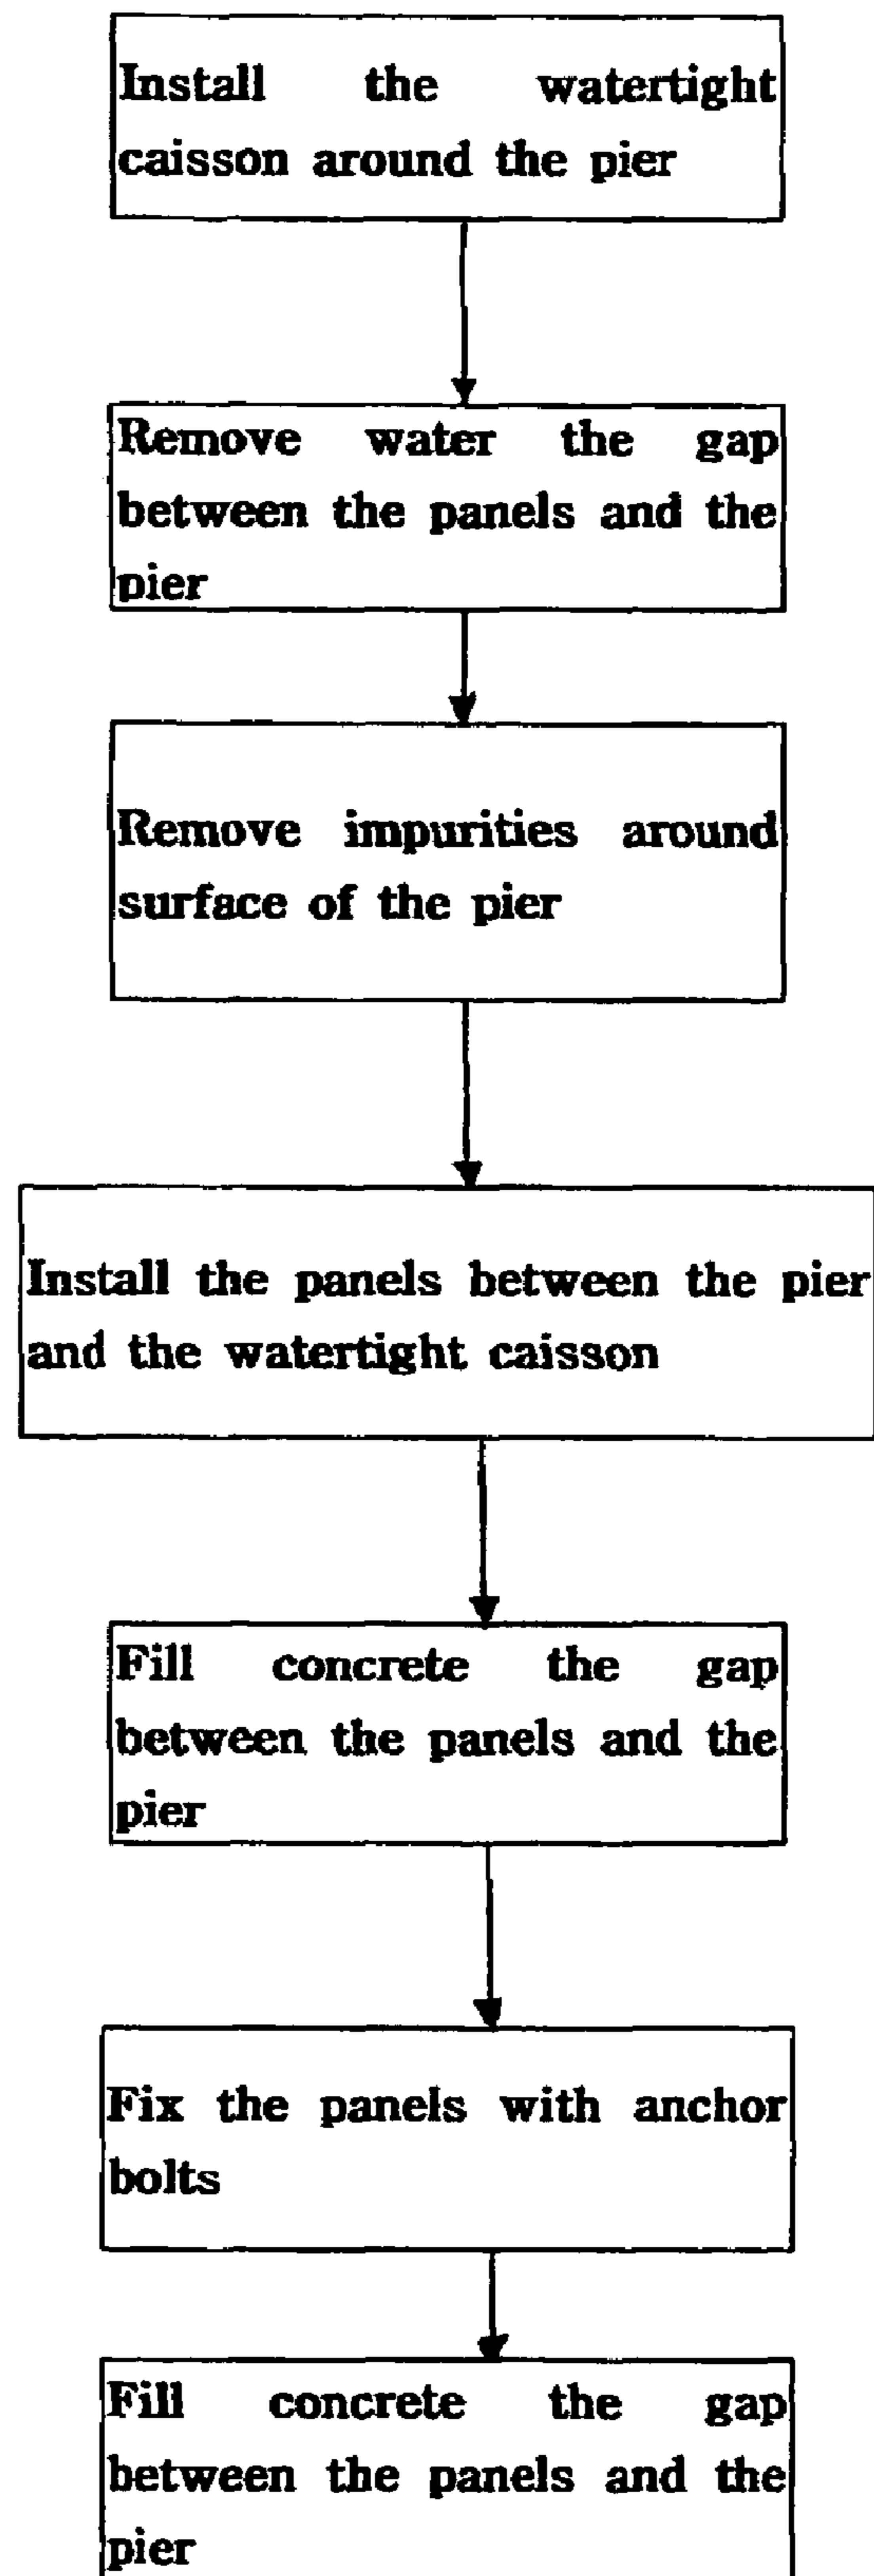 Install the watertight
caisson around the pier
Remove water the gap
between the panels and the
pier
Remove impurities around
surface of the pier
Install the panels between the pier
and the watertight caisson
Fill concrete the gap
between the panels and the
pier
Fix the panels with anchor
bolts
Fill concrete the gap
between the panels and the
pier